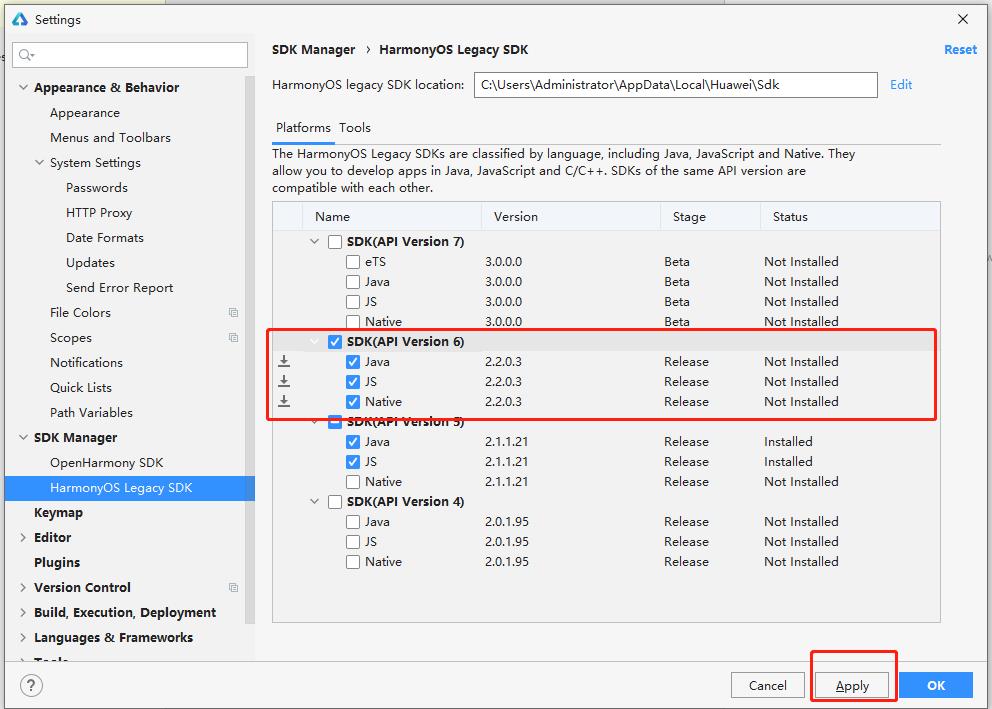 Settings
SDK Manager › HarmonyOS Legacy SDK
Reset
HarmonyOS legacy SDK location: C:\Users\Administrator\AppData\Local\Huawei\Sdk Edit
Appearance & Behavior
Appearance
Menus and Toolbars
System Settings
Passwords
HTTP Proxy
Date Formats
Updates
Send Error Report
File Colors
Scopes
Notifications
Quick Lists
Path Variables
SDK Manager
OpenHarmony SDK
HarmonyOS Legacy SDK
Keymap
Editor
Plugins
Version Control
Build, Execution, Deployment
Languages & Frameworks
Tools
Platforms Tools
The HarmonyOS Legacy SDKs are classified by language, including Java, JavaScript and Native. They
allow you to develop apps in Java, JavaScript and C/C++. SDKs of the same API version are
compatible with each other.
Name Version Stage Status
SDK(API Version 7)
eTS 3.0.0.0 Beta Not Installed
Java 3.0.0.0 Beta Not Installed
JS 3.0.0.0 Beta Not Installed
Native 3.0.0.0 Beta Not Installed
SDK(API Version 6)
Java 2.2.0.3 Release Not Installed
JS 2.2.0.3 Release Not Installed
Native 2.2.0.3 Release Not Installed
SDK(API Version 5)
Java 2.1.1.21 Release Installed
JS 2.1.1.21 Release Installed
Native 2.1.1.21 Release Not Installed
SDK(API Version 4)
Java 2.0.1.95 Release Not Installed
JS 2.0.1.95 Release Not Installed
Native 2.0.1.95 Release Not Installed
?
Cancel Apply OK